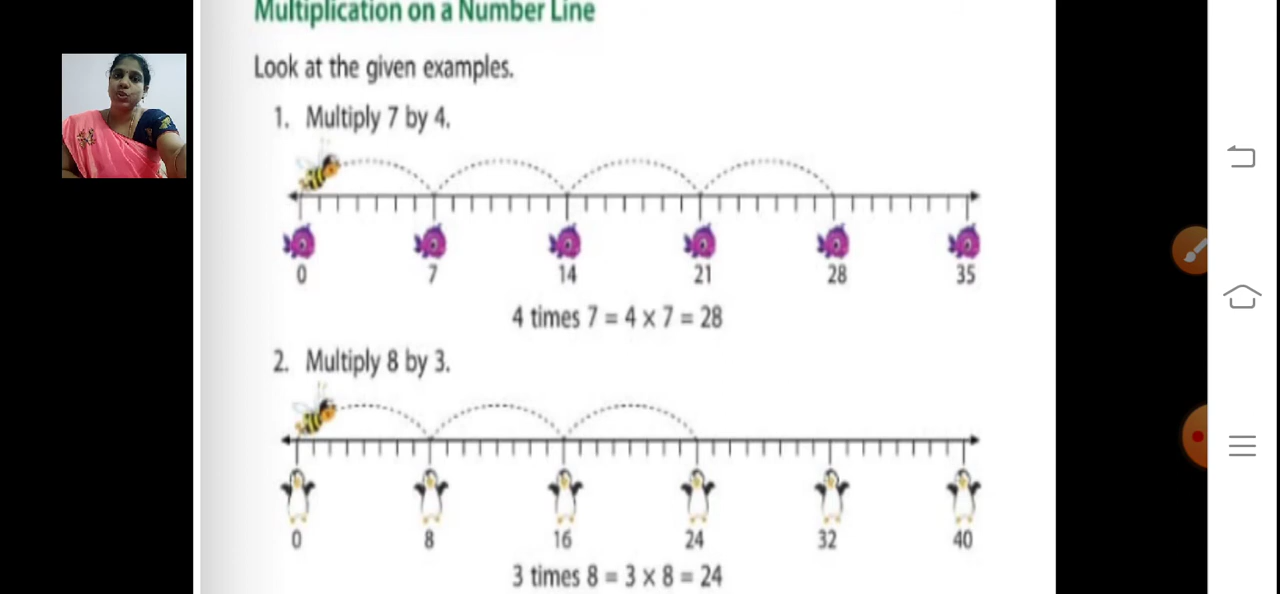 Multiplication on a Number Line
Look at the given examples.
1. Multiply 7 by 4.
0 7 14 21 28 35
4 times 7 = 4 x 7 = 28
2. Multiply 8 by 3.
0 8 16 24 32 40
3 times 8 = 3 x 8 = 24